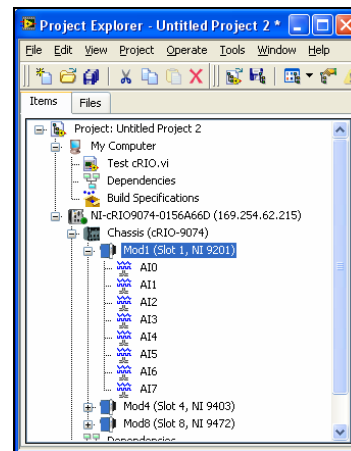 Project Explorer - Untitled Project 2 *
File Edit View Project Operate Tools Window Help
Items Files
Project: Untitled Project 2
My Computer
Test cRIO.vi
Dependencies
Build Specifications
NI-cRIO9074-0156A66D (169.254.62.215)
Chassis (cRIO-9074)
Mod1 (Slot 1, NI 9201)
AI0
AI1
AI2
AI3
AI4
AI5
AI6
AI7
Mod4 (Slot 4, NI 9403)
Mod8 (Slot 8, NI 9472)
Dependencies